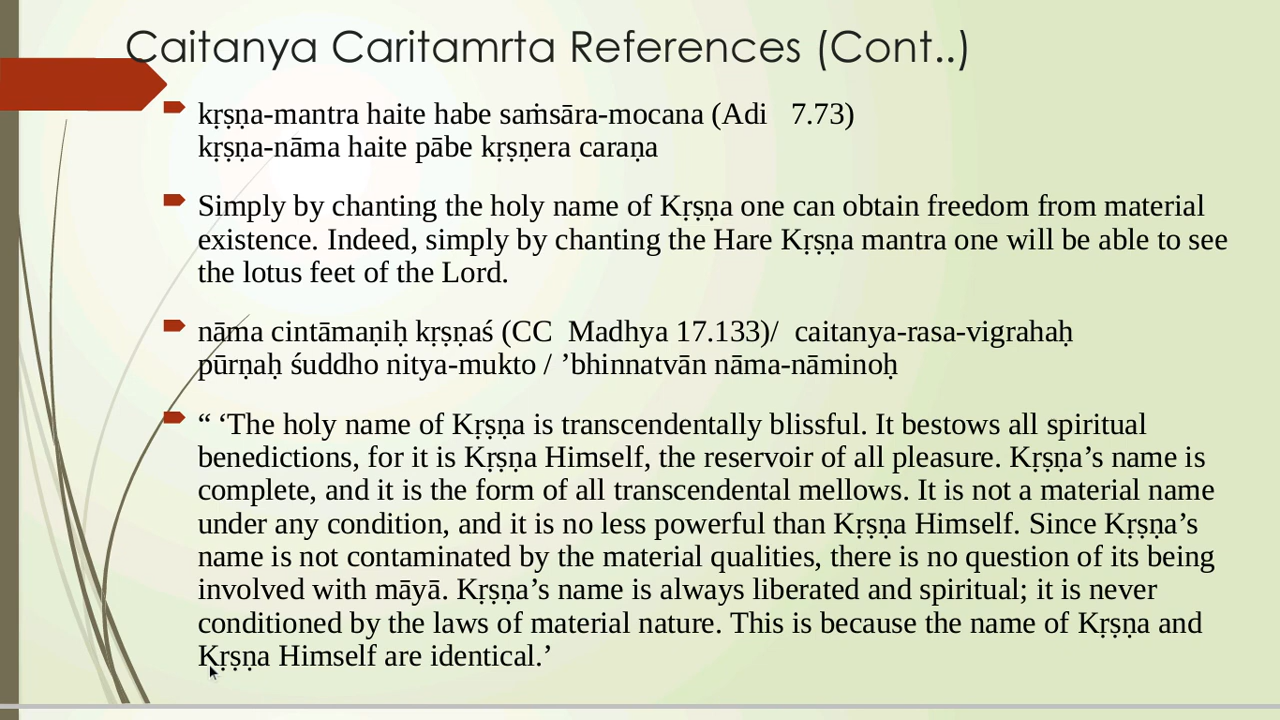 Caitanya Caritamrta References (Cont..)
kṛṣṇa-mantra haite habe saṁsāra-mocana (Adi 7.73)
kṛṣṇa-nāma haite pābe kṛṣṇera caraṇa
Simply by chanting the holy name of Kṛṣṇa one can obtain freedom from material
existence. Indeed, simply by chanting the Hare Kṛṣṇa mantra one will be able to see
the lotus feet of the Lord.
nāma cintāmaṇiḥ kṛṣṇaś (CC Madhya 17.133)/ caitanya-rasa-vigrahaḥ
pūrṇaḥ śuddho nitya-mukto / ’bhinnatvān nāma-nāminoḥ
“ ‘The holy name of Kṛṣṇa is transcendentally blissful. It bestows all spiritual
benedictions, for it is Kṛṣṇa Himself, the reservoir of all pleasure. Kṛṣṇa’s name is
complete, and it is the form of all transcendental mellows. It is not a material name
under any condition, and it is no less powerful than Kṛṣṇa Himself. Since Kṛṣṇa’s
name is not contaminated by the material qualities, there is no question of its being
involved with māyā. Kṛṣṇa’s name is always liberated and spiritual; it is never
conditioned by the laws of material nature. This is because the name of Kṛṣṇa and
Kṛṣṇa Himself are identical.’